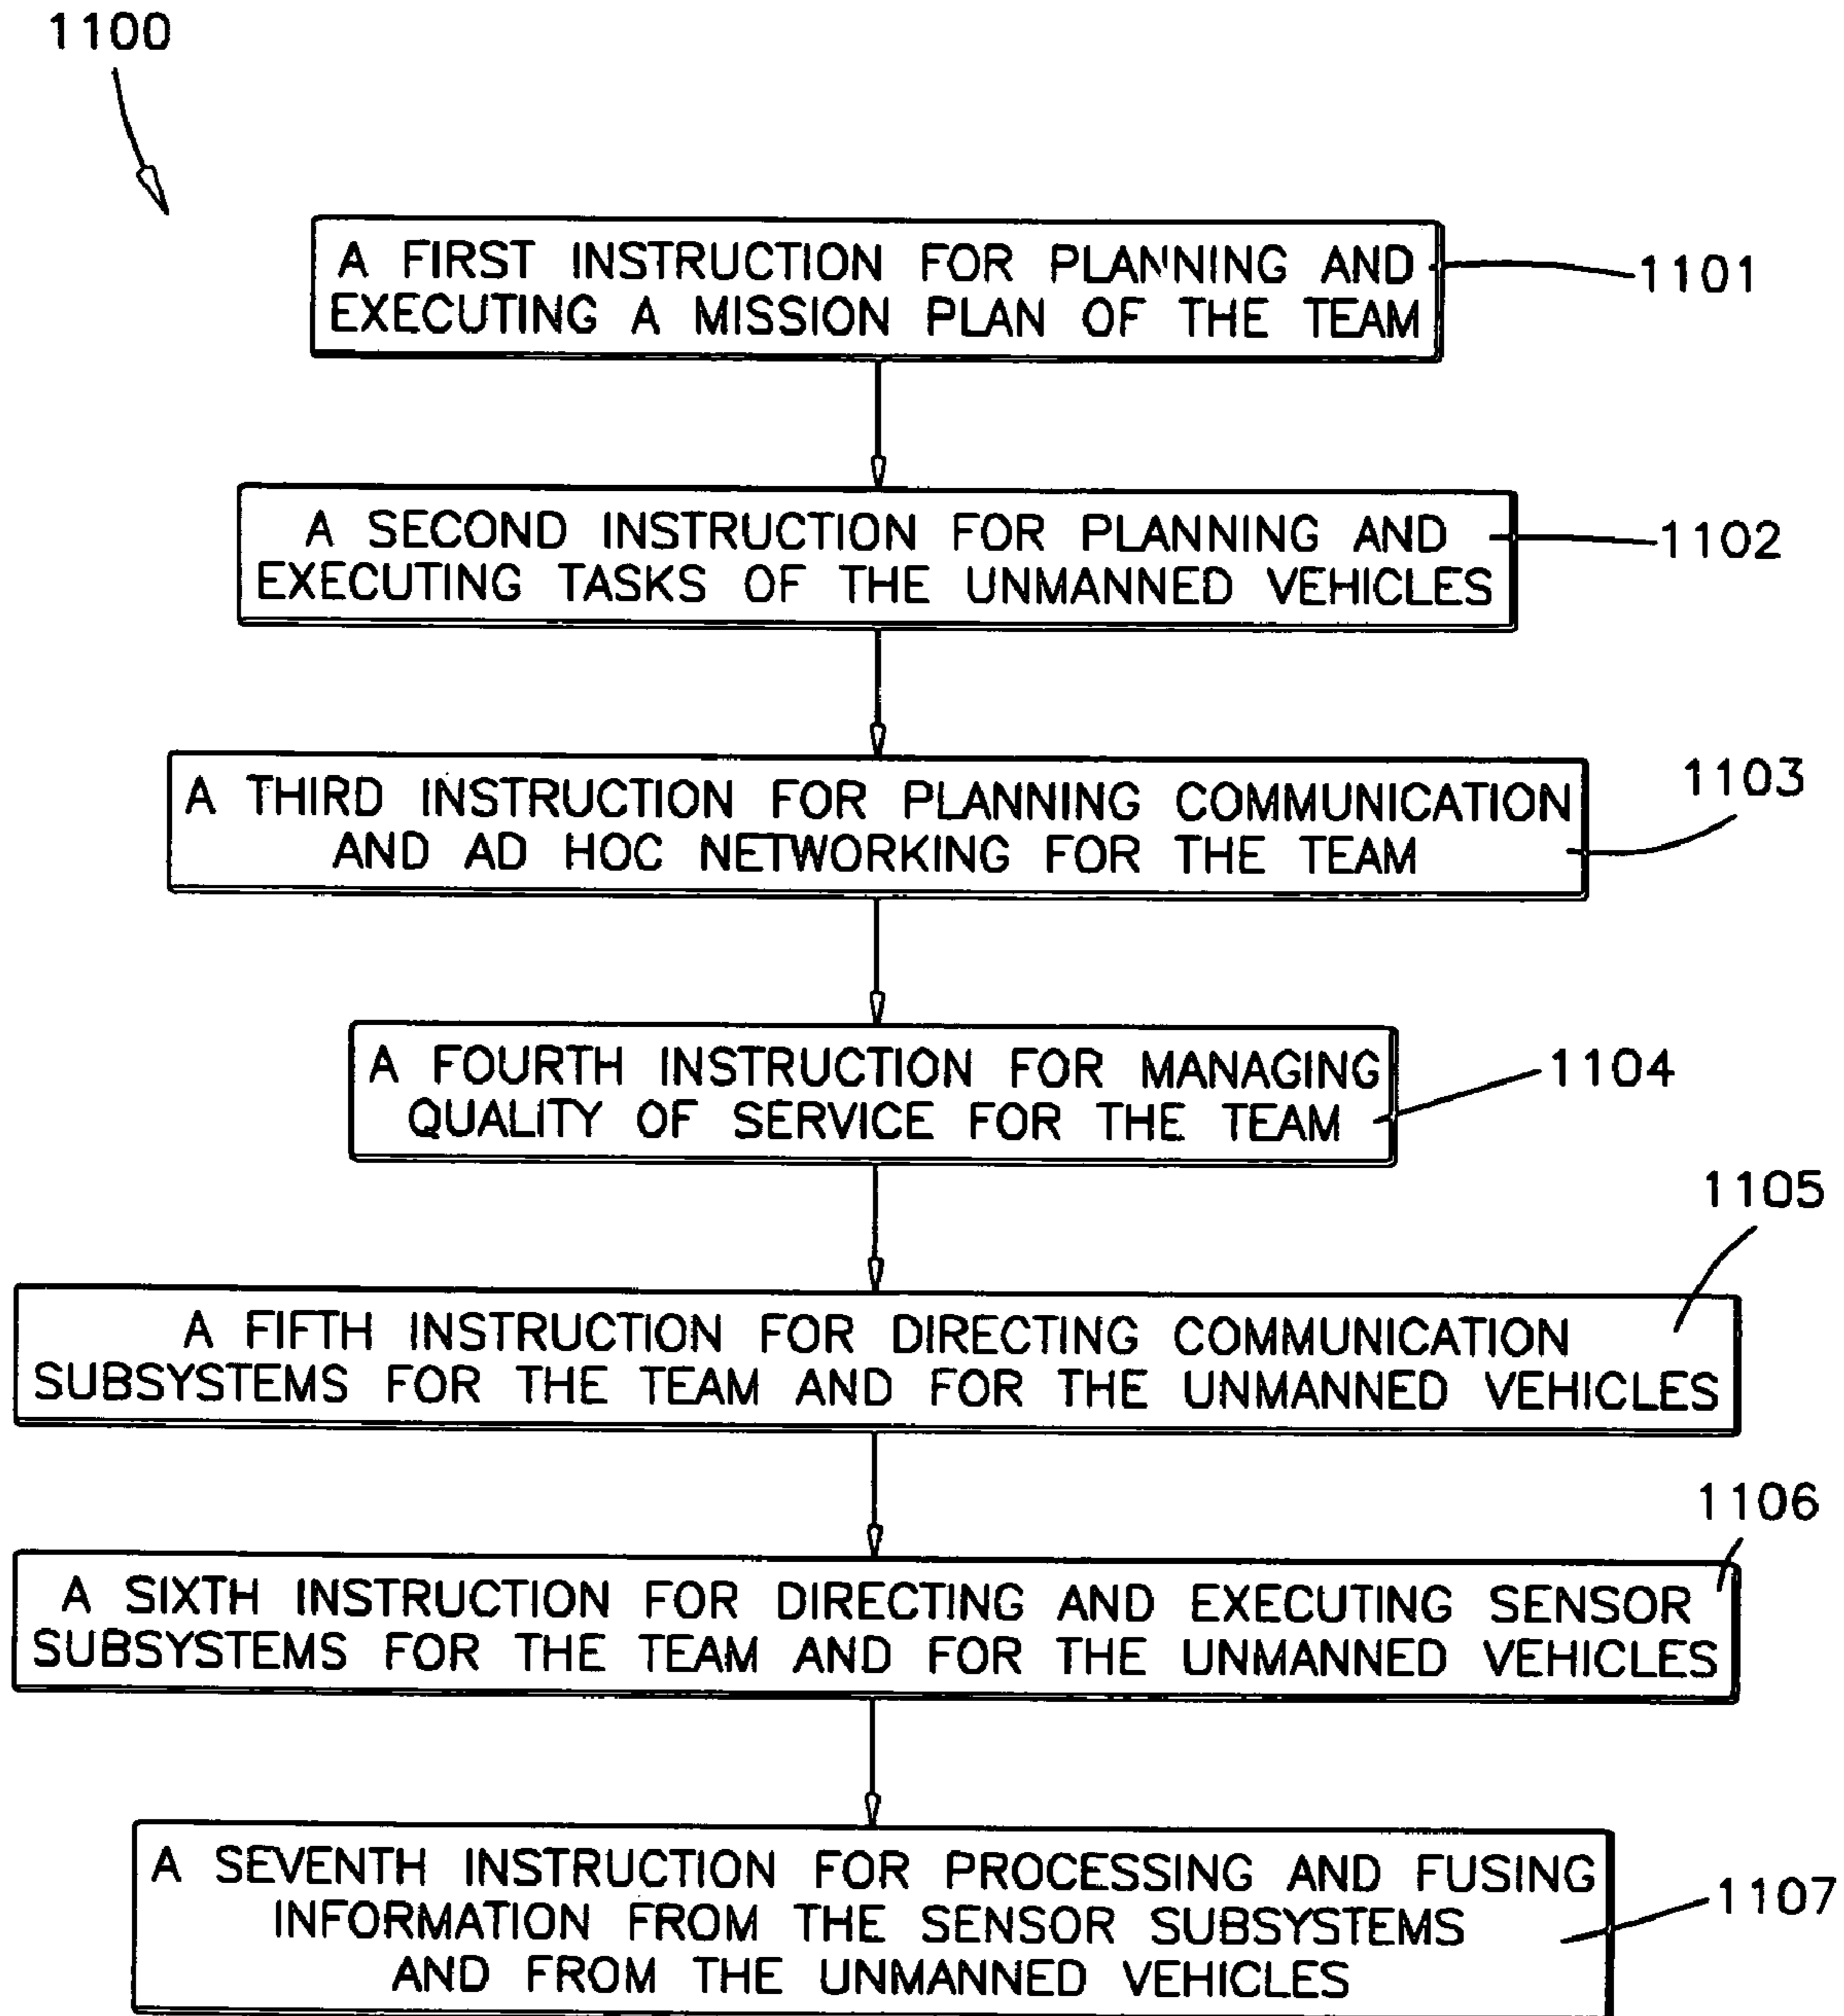 1100
A FIRST INSTRUCTION FOR PLANNING AND
EXECUTING A MISSION PLAN OF THE TEAM
1101
A SECOND INSTRUCTION FOR PLANNING AND
EXECUTING TASKS OF THE UNMANNED VEHICLES
1102
A THIRD INSTRUCTION FOR PLANNING COMMUNICATION
AND AD HOC NETWORKING FOR THE TEAM
1103
A FOURTH INSTRUCTION FOR MANAGING
QUALITY OF SERVICE FOR THE TEAM
1104
A FIFTH INSTRUCTION FOR DIRECTING COMMUNICATION
SUBSYSTEMS FOR THE TEAM AND FOR THE UNMANNED VEHICLES
1105
A SIXTH INSTRUCTION FOR DIRECTING AND EXECUTING SENSOR
SUBSYSTEMS FOR THE TEAM AND FOR THE UNMANNED VEHICLES
1106
A SEVENTH INSTRUCTION FOR PROCESSING AND FUSING
INFORMATION FROM THE SENSOR SUBSYSTEMS
AND FROM THE UNMANNED VEHICLES
1107